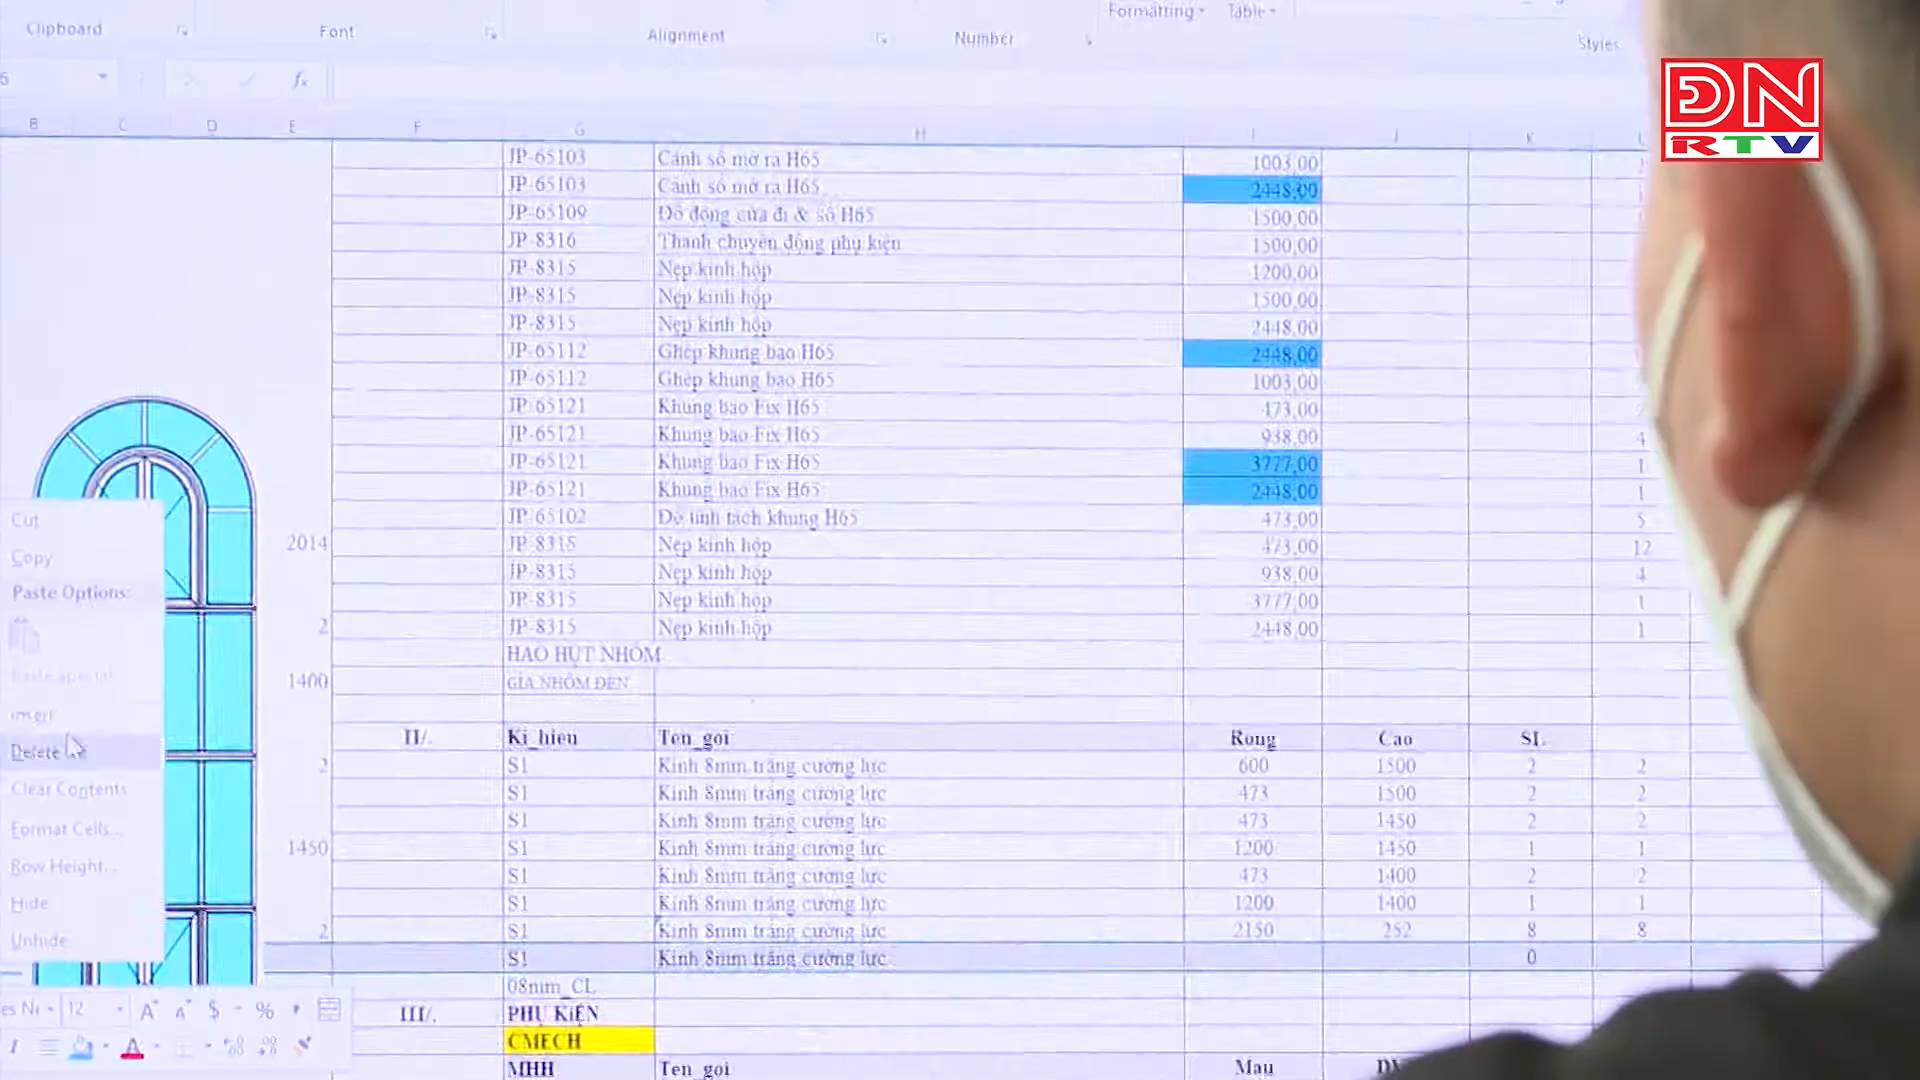 Formatting Table
Clipboard Font Alignment Number Styles
fx
B C D E F G H I J K L
ĐN
RTV
JP-65103 Cánh sổ mở ra H65 1003,00
JP-65103 Cánh sổ mở ra H65 2448,00
JP-65109 Đố động cửa đi & sổ H65 1500,00
JP-8316 Thanh chuyển động phụ kiện 1500,00
JP-8315 Nẹp kính hộp 1200,00
JP-8315 Nẹp kính hộp 1500,00
JP-8315 Nẹp kính hộp 2448,00
JP-65112 Ghép khung bao H65 2448,00
JP-65112 Ghép khung bao H65 1003,00
JP-65121 Khung bao Fix H65 473,00
JP-65121 Khung bao Fix H65 938,00 4
JP-65121 Khung bao Fix H65 3777,00 1
JP-65121 Khung bao Fix H65 2448,00 1
JP-65102 Đố tĩnh tách khung H65 473,00 5
2014 JP-8315 Nẹp kính hộp 473,00 12
JP-8315 Nẹp kính hộp 938,00 4
JP-8315 Nẹp kính hộp 3777,00 1
2 JP-8315 Nẹp kính hộp 2448,00 1
HAO HỤT NHÔM
1400 GIÁ NHÔM ĐEN
II/. Ki_hieu Ten_goi Rong Cao SL
2 S1 Kính 8mm trắng cường lực 600 1500 2 2
S1 Kính 8mm trắng cường lực 473 1500 2 2
S1 Kính 8mm trắng cường lực 473 1450 2 2
1450 S1 Kính 8mm trắng cường lực 1200 1450 1 1
S1 Kính 8mm trắng cường lực 473 1400 2 2
S1 Kính 8mm trắng cường lực 1200 1400 1 1
2 S1 Kính 8mm trắng cường lực 2150 252 8 8
S1 Kính 8mm trắng cường lực 0
08mm_CL
III/. PHỤ KiỆN
CMECH
MHH Ten_goi Mau
Cut
Copy
Paste Options:
Paste Special
Insert
Delete
Clear Contents
Format Cells...
Row Height...
Hide
Unhide
12 A A $ %
I A